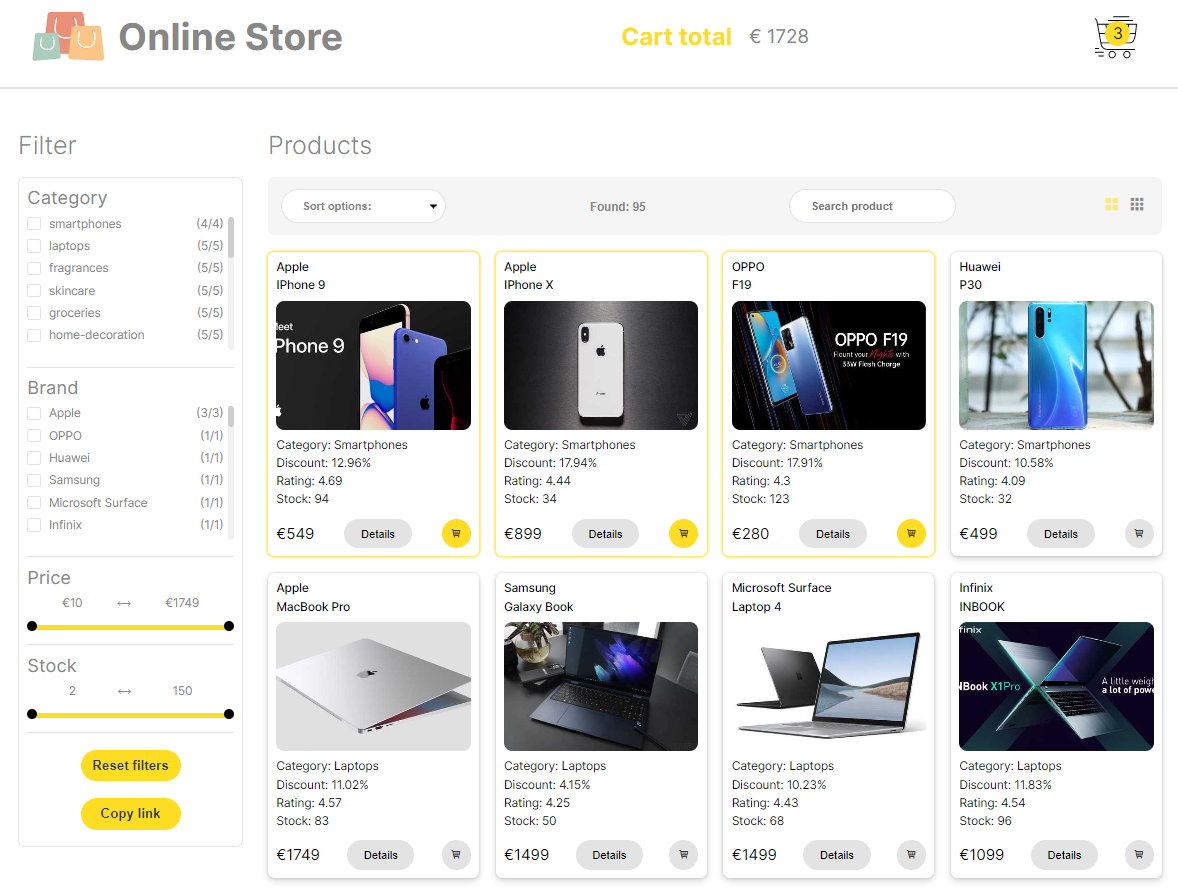 Online Store
Cart total € 1728
3
Filter
Products
Category
smartphones (4/4)
laptops (5/5)
fragrances (5/5)
skincare (5/5)
groceries (5/5)
home-decoration (5/5)
Brand
Apple (3/3)
OPPO (1/1)
Huawei (1/1)
Samsung (1/1)
Microsoft Surface (1/1)
Infinix (1/1)
Price
€10 ↔ €1749
Stock
2 ↔ 150
Reset filters
Copy link
Sort options:
Found: 95
Search product
Apple
IPhone 9
Meet
iPhone 9
Category: Smartphones
Discount: 12.96%
Rating: 4.69
Stock: 94
€549 Details
Apple
IPhone X
Category: Smartphones
Discount: 17.94%
Rating: 4.44
Stock: 34
€899 Details
OPPO
F19
OPPO F19
Flaunt your Nights with
33W Flash Charge
Category: Smartphones
Discount: 17.91%
Rating: 4.3
Stock: 123
€280 Details
Huawei
P30
Category: Smartphones
Discount: 10.58%
Rating: 4.09
Stock: 32
€499 Details
Apple
MacBook Pro
Category: Laptops
Discount: 11.02%
Rating: 4.57
Stock: 83
€1749 Details
Samsung
Galaxy Book
Category: Laptops
Discount: 4.15%
Rating: 4.25
Stock: 50
€1499 Details
Microsoft Surface
Laptop 4
Category: Laptops
Discount: 10.23%
Rating: 4.43
Stock: 68
€1499 Details
Infinix
INBOOK
finix
INBook X1Pro
A little weigh
a lot of powe
Category: Laptops
Discount: 11.83%
Rating: 4.54
Stock: 96
€1099 Details